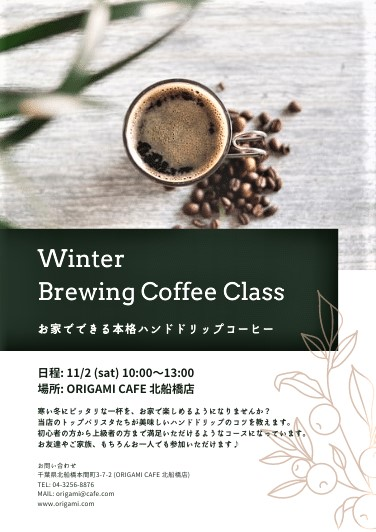 Winter
Brewing Coffee Class
お家でできる本格ハンドドリップコーヒー
日程: 11/2 (sat) 10:00〜13:00
場所: ORIGAMI CAFE 北船橋店
寒い冬にピッタリな一杯を、お家で楽しめるようになりませんか？
当店のトップバリスタたちが美味しいハンドドリップのコツを教えます。
初心者の方から上級者の方まで満足いただけるようなコースになっています。
お友達やご家族、もちろんお一人でも参加いただけます♪
お問い合わせ
千葉県北船橋本間町3-7-2 (ORIGAMI CAFE 北船橋店)
TEL: 04-3256-8876
MAIL: origami@cafe.com
www.origami.com